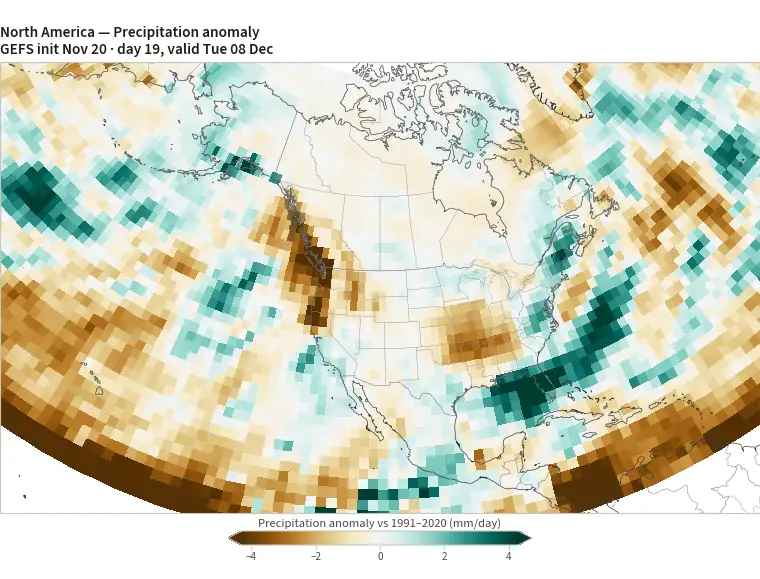 North America — Precipitation anomaly
GEFS init Nov 20 · day 19, valid Tue 08 Dec
Precipitation anomaly vs 1991–2020 (mm/day)
−4 −2 0 2 4